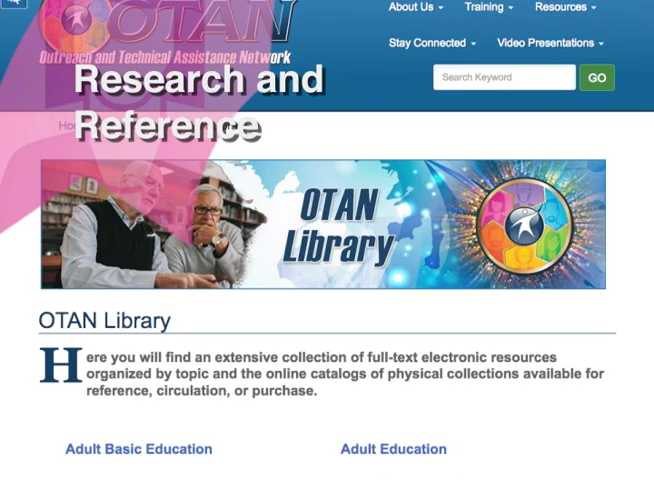 OTAN
About Us
Training
Resources
Outreach and Technical Assistance Network
Stay Connected
Video Presentations
Research and
Search Keyword
GO
Reference
OTAN
Library
OTAN Library
Here you will find an extensive collection of full-text electronic resources
organized by topic and the online catalogs of physical collections available for
reference, circulation, or purchase.
Adult Basic Education
Adult Education